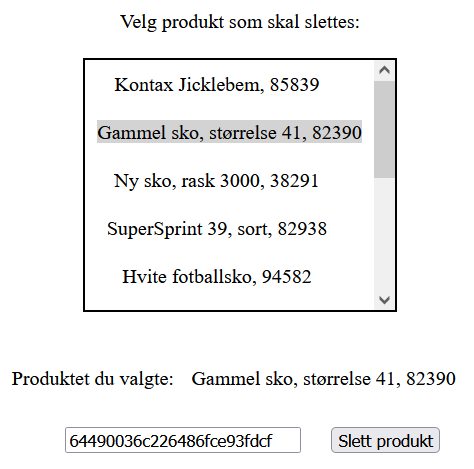 Velg produkt som skal slettes:
Kontax Jicklebem, 85839
Gammel sko, størrelse 41, 82390
Ny sko, rask 3000, 38291
SuperSprint 39, sort, 82938
Hvite fotballsko, 94582
Produktet du valgte: Gammel sko, størrelse 41, 82390
64490036c226486fce93fdcf Slett produkt